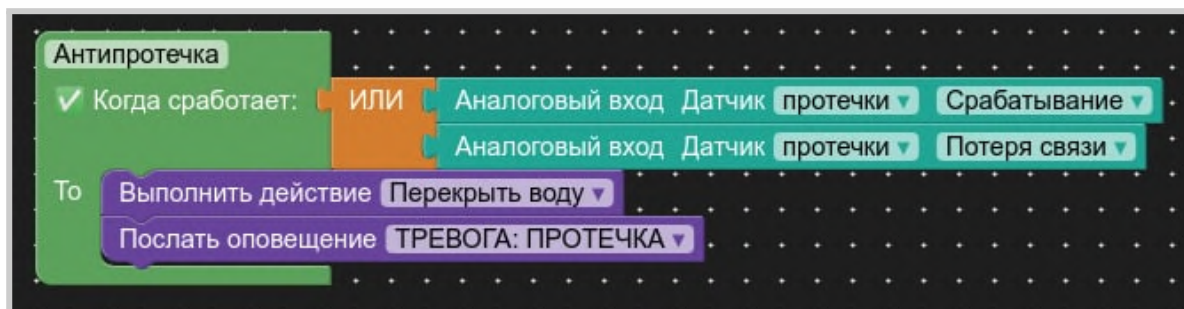 Антипротечка
Когда сработает: ИЛИ Аналоговый вход Датчик протечки Срабатывание
Аналоговый вход Датчик протечки Потеря связи
То Выполнить действие Перекрыть воду
Послать оповещение ТРЕВОГА: ПРОТЕЧКА